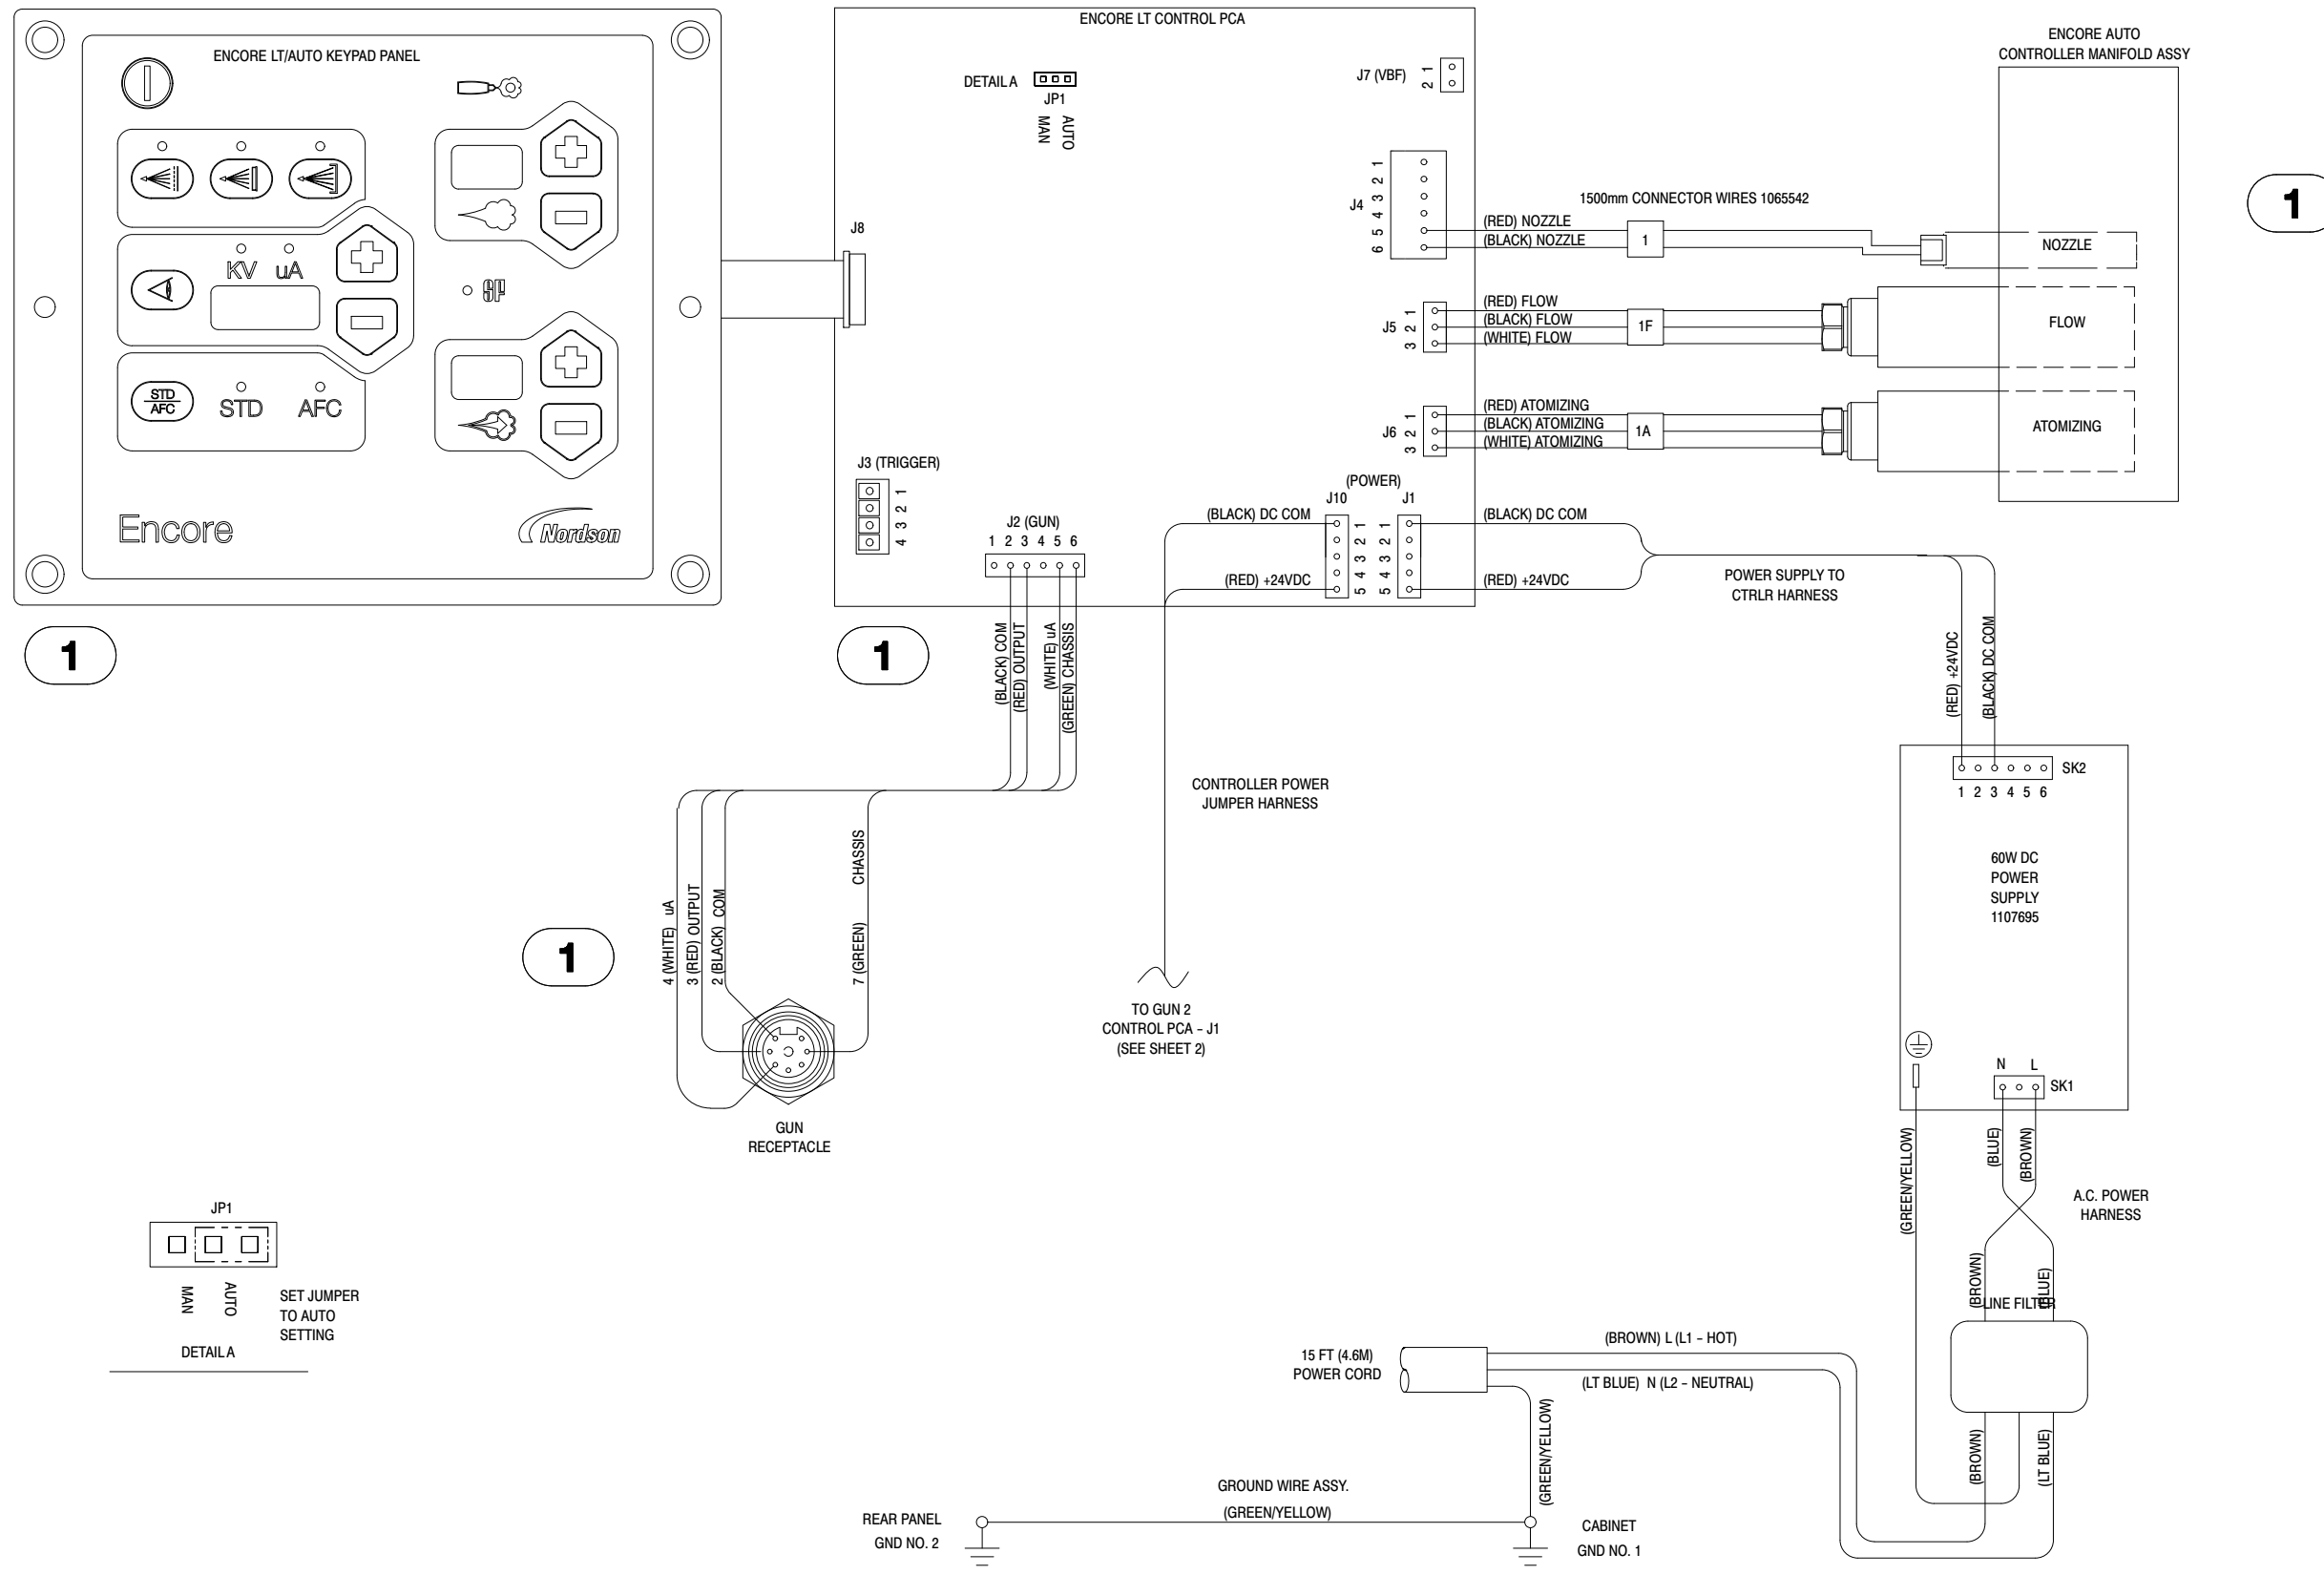 ENCORE LT/AUTO KEYPAD PANEL
KV uA
SP
STD
AFC
STD AFC
Encore
Nordson
1
ENCORE LT CONTROL PCA
DETAIL A
JP1
MAN
AUTO
J7 (VBF)
1
2
J8
J4
1
2
3
4
5
6
J5
1
2
3
J6
1
2
3
J3 (TRIGGER)
1
2
3
4
J2 (GUN)
1 2 3 4 5 6
(POWER)
J10 J1
1
2
3
4
5
1
2
3
4
5
(BLACK) DC COM
(RED) +24VDC
1
1500mm CONNECTOR WIRES 1065542
(RED) NOZZLE
(BLACK) NOZZLE
1
(RED) FLOW
(BLACK) FLOW
(WHITE) FLOW
1F
(RED) ATOMIZING
(BLACK) ATOMIZING
(WHITE) ATOMIZING
1A
ENCORE AUTO
CONTROLLER MANIFOLD ASSY
NOZZLE
FLOW
ATOMIZING
1
(BLACK) DC COM
(RED) +24VDC
POWER SUPPLY TO
CTRLR HARNESS
(RED) +24VDC
(BLACK) DC COM
SK2
1 2 3 4 5 6
60W DC
POWER
SUPPLY
1107695
N L
SK1
(GREEN/YELLOW)
(BLUE)
(BROWN)
A.C. POWER
HARNESS
(BROWN)
(BLUE)
LINE FILTER
(BROWN)
(LT BLUE)
(BLACK) COM
(RED) OUTPUT
(WHITE) uA
(GREEN) CHASSIS
4 (WHITE) uA
3 (RED) OUTPUT
2 (BLACK) COM
7 (GREEN) CHASSIS
1
GUN
RECEPTACLE
CONTROLLER POWER
JUMPER HARNESS
TO GUN 2
CONTROL PCA - J1
(SEE SHEET 2)
JP1
MAN
AUTO
SET JUMPER
TO AUTO
SETTING
DETAIL A
15 FT (4.6M)
POWER CORD
(BROWN) L (L1 - HOT)
(LT BLUE) N (L2 - NEUTRAL)
(GREEN/YELLOW)
GROUND WIRE ASSY.
(GREEN/YELLOW)
REAR PANEL
GND NO. 2
CABINET
GND NO. 1